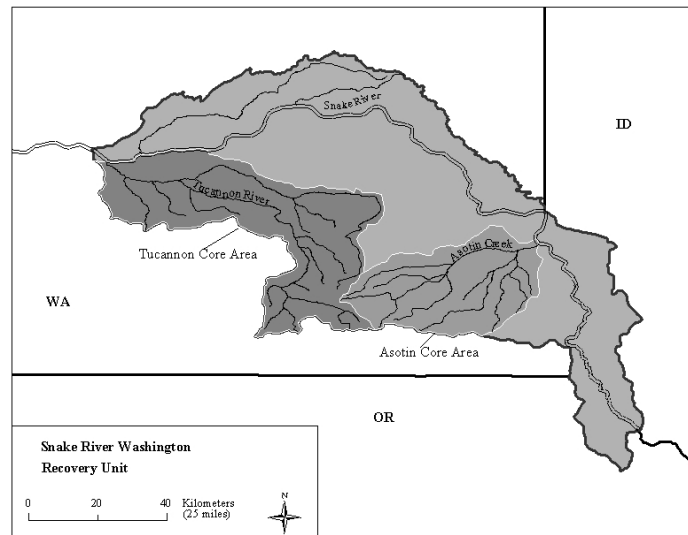 Snake River
ID
Tucannon
River
Tucannon Core Area
Asotin Creek
WA
Asotin Core Area
OR
Snake River Washington
Recovery Unit
N
0 20 40 Kilometers
(25 miles)